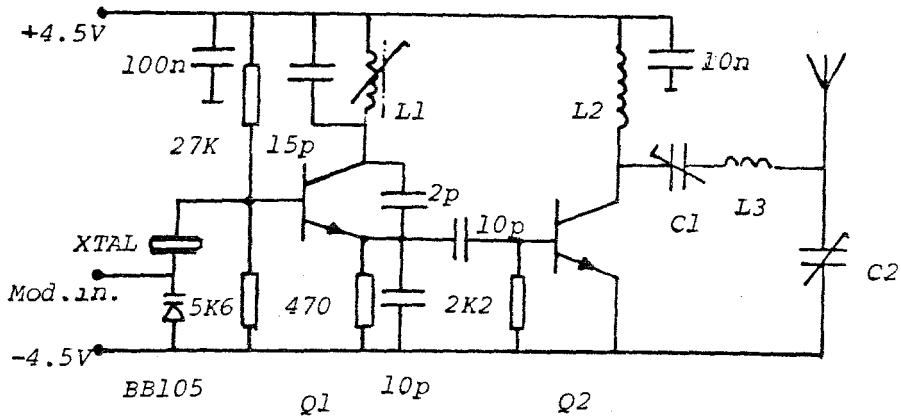 +4.5V
100n
10n
L1
L2
27K
15p
2p
10p
C1
L3
XTAL
C2
Mod.in.
5K6
470
2K2
-4.5V
BB105
10p
Q1
Q2